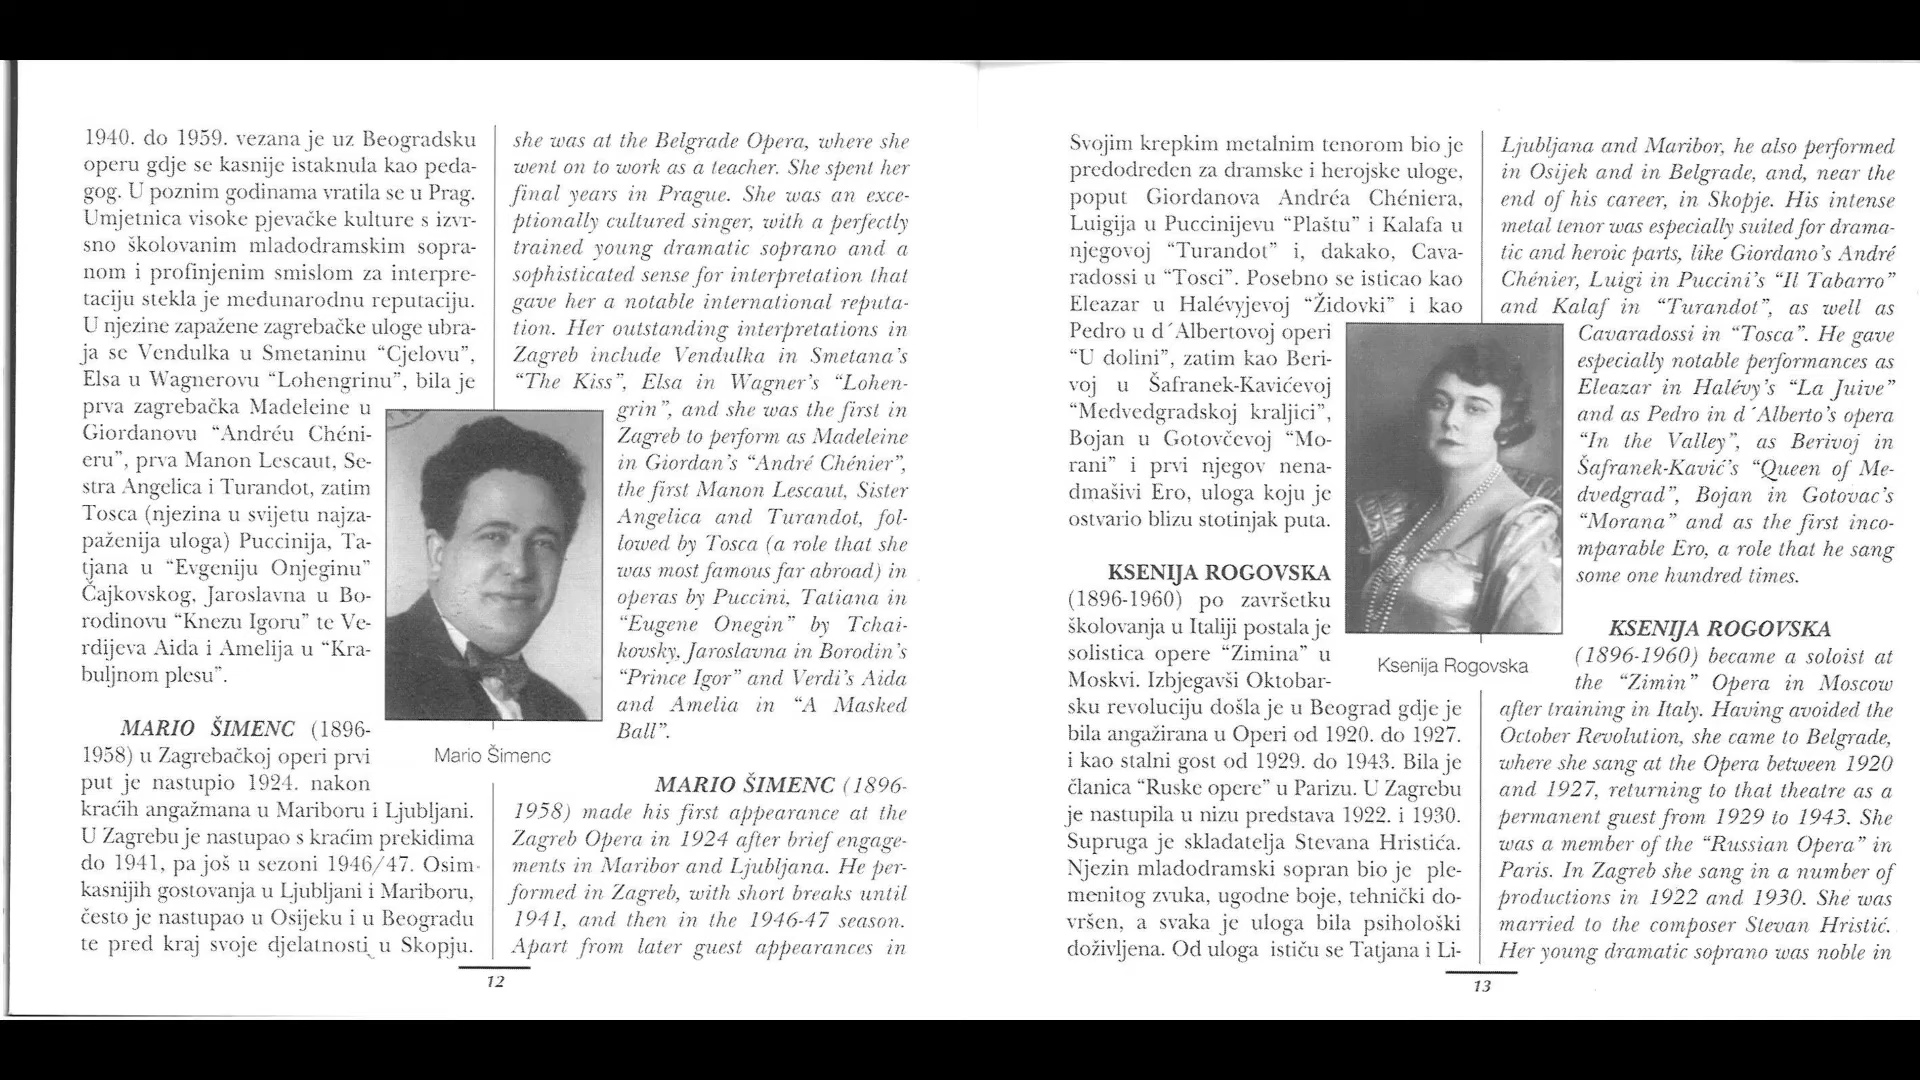 1940. do 1959. vezana je uz Beogradsku
operu gdje se kasnije istaknula kao peda-
gog. U poznim godinama vratila se u Prag.
Umjetnica visoke pjevačke kulture s izvr-
sno školovanim mladodramskim sopra-
nom i profinjenim smislom za interpre-
taciju stekla je međunarodnu reputaciju.
U njezine zapažene zagrebačke uloge ubra-
ja se Vendulka u Smetaninu “Cjelovu”,
Elsa u Wagnerovu “Lohengrinu”, bila je
prva zagrebačka Madeleine u
Giordanovu “Andréu Chéni-
eru”, prva Manon Lescaut, Se-
stra Angelica i Turandot, zatim
Tosca (njezina u svijetu najza-
paženija uloga) Puccinija, Ta-
tjana u “Evgeniju Onjeginu”
Čajkovskog, Jaroslavna u Bo-
rodinovu “Knezu Igoru” te Ve-
rdijeva Aida i Amelija u “Kra-
buljnom plesu”.
MARIO ŠIMENC (1896-
1958) u Zagrebačkoj operi prvi
put je nastupio 1924. nakon
kraćih angažmana u Mariboru i Ljubljani.
U Zagrebu je nastupao s kraćim prekidima
do 1941, pa još u sezoni 1946/47. Osim
kasnijih gostovanja u Ljubljani i Mariboru,
često je nastupao u Osijeku i u Beogradu
te pred kraj svoje djelatnosti u Skopju.
Mario Šimenc
she was at the Belgrade Opera, where she
went on to work as a teacher. She spent her
final years in Prague. She was an exce-
ptionally cultured singer, with a perfectly
trained young dramatic soprano and a
sophisticated sense for interpretation that
gave her a notable international reputa-
tion. Her outstanding interpretations in
Zagreb include Vendulka in Smetana’s
“The Kiss”, Elsa in Wagner’s “Lohen-
grin”, and she was the first in
Zagreb to perform as Madeleine
in Giordan’s “André Chénier”,
the first Manon Lescaut, Sister
Angelica and Turandot, fol-
lowed by Tosca (a role that she
was most famous far abroad) in
operas by Puccini, Tatiana in
“Eugene Onegin” by Tchai-
kovsky, Jaroslavna in Borodin’s
“Prince Igor” and Verdi’s Aida
and Amelia in “A Masked
Ball”.
MARIO ŠIMENC (1896-
1958) made his first appearance at the
Zagreb Opera in 1924 after brief engage-
ments in Maribor and Ljubljana. He per-
formed in Zagreb, with short breaks until
1941, and then in the 1946-47 season.
Apart from later guest appearances in
12
Svojim krepkim metalnim tenorom bio je
predodređen za dramske i herojske uloge,
poput Giordanova Andréa Chéniera,
Luigija u Puccinijevu “Plaštu” i Kalafa u
njegovoj “Turandot” i, dakako, Cava-
radossi u “Tosci”. Posebno se isticao kao
Eleazar u Halévyjevoj “Židovki” i kao
Pedro u d´Albertovoj operi
“U dolini”, zatim kao Beri-
voj u Šafranek-Kavićevoj
“Medvedgradskoj kraljici”,
Bojan u Gotovčevoj “Mo-
rani” i prvi njegov nena-
dmašivi Ero, uloga koju je
ostvario blizu stotinjak puta.
KSENIJA ROGOVSKA
(1896-1960) po završetku
školovanja u Italiji postala je
solistica opere “Zimina” u
Moskvi. Izbjegavši Oktobar-
sku revoluciju došla je u Beograd gdje je
bila angažirana u Operi od 1920. do 1927.
i kao stalni gost od 1929. do 1943. Bila je
članica “Ruske opere” u Parizu. U Zagrebu
je nastupila u nizu predstava 1922. i 1930.
Supruga je skladatelja Stevana Hristića.
Njezin mladodramski sopran bio je ple-
menitog zvuka, ugodne boje, tehnički do-
vršen, a svaka je uloga bila psihološki
doživljena. Od uloga ističu se Tatjana i Li-
Ksenija Rogovska
Ljubljana and Maribor, he also performed
in Osijek and in Belgrade, and, near the
end of his career, in Skopje. His intense
metal tenor was especially suited for drama-
tic and heroic parts, like Giordano’s André
Chénier, Luigi in Puccini’s “Il Tabarro”
and Kalaf in “Turandot”, as well as
Cavaradossi in “Tosca”. He gave
especially notable performances as
Eleazar in Halévy’s “La Juive”
and as Pedro in d´Alberto’s opera
“In the Valley”, as Berivoj in
Šafranek-Kavić’s “Queen of Me-
dvedgrad”, Bojan in Gotovac’s
“Morana” and as the first inco-
mparable Ero, a role that he sang
some one hundred times.
KSENIJA ROGOVSKA
(1896-1960) became a soloist at
the “Zimin” Opera in Moscow
after training in Italy. Having avoided the
October Revolution, she came to Belgrade,
where she sang at the Opera between 1920
and 1927, returning to that theatre as a
permanent guest from 1929 to 1943. She
was a member of the “Russian Opera” in
Paris. In Zagreb she sang in a number of
productions in 1922 and 1930. She was
married to the composer Stevan Hristić.
Her young dramatic soprano was noble in
13